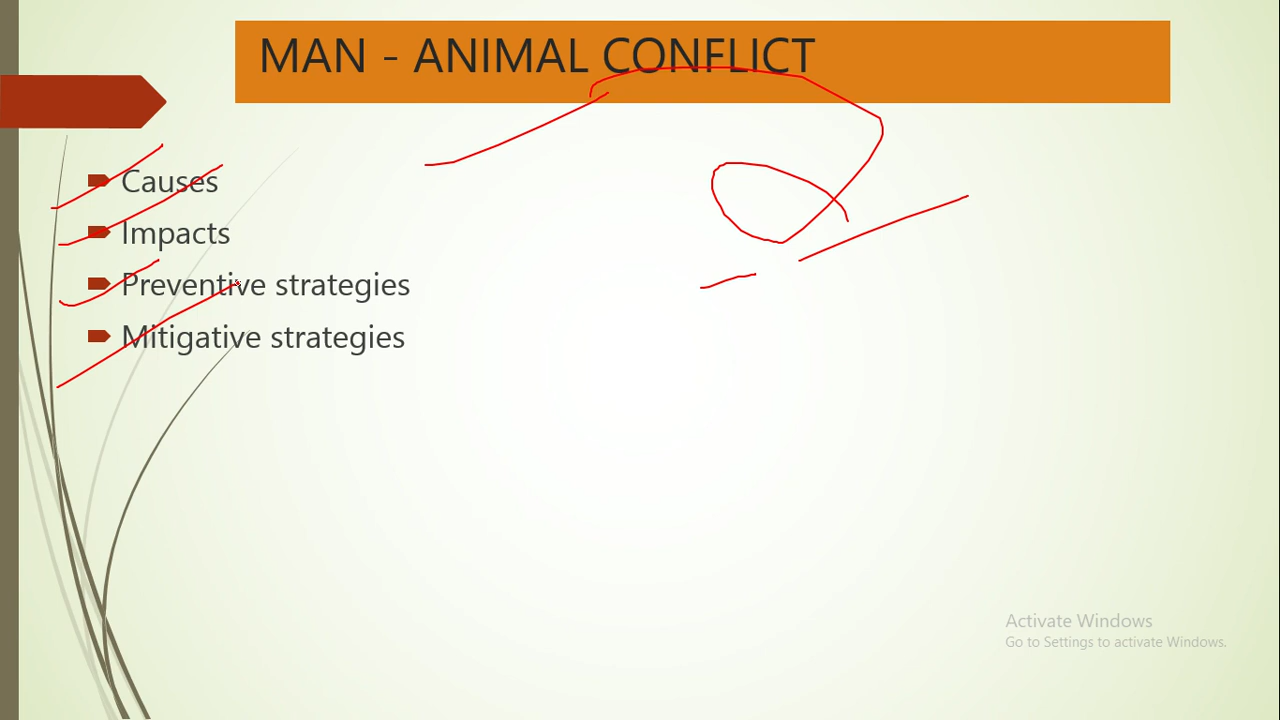 MAN - ANIMAL CONFLICT
Causes
Impacts
Preventive strategies
Mitigative strategies
Activate Windows
Go to Settings to activate Windows.